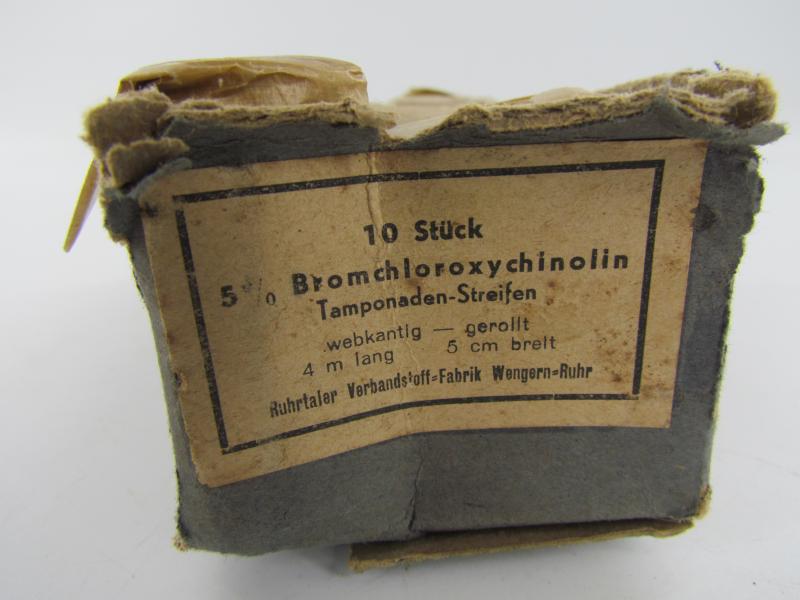 10 Stück
5% Bromchloroxychinolin
Tamponaden-Streifen
webkantig — gerollt
4 m lang 5 cm breit
Ruhrtaler Verbandstoff=Fabrik Wengern=Ruhr